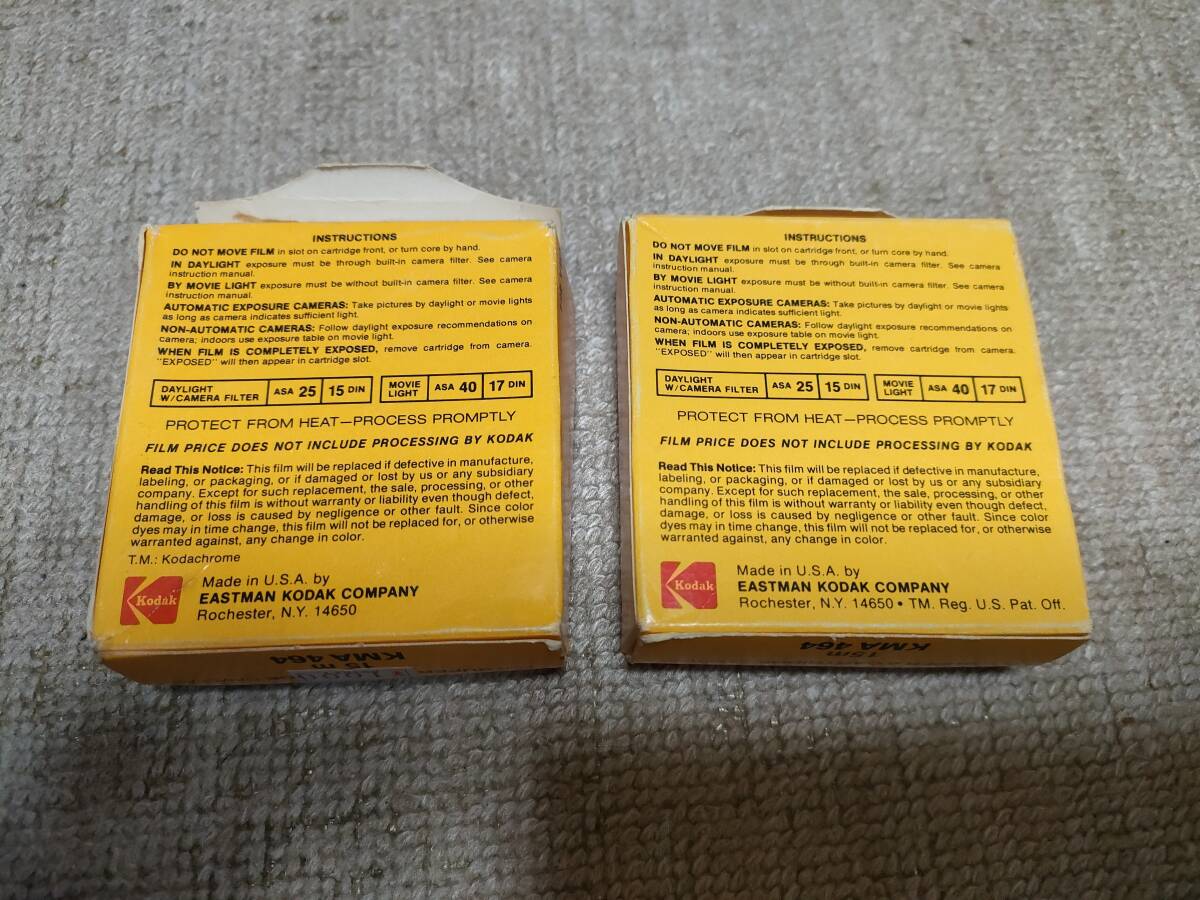 INSTRUCTIONS
DO NOT MOVE FILM in slot on cartridge front, or turn core by hand.
IN DAYLIGHT exposure must be through built-in camera filter. See camera
instruction manual.
BY MOVIE LIGHT exposure must be without built-in camera filter. See camera
instruction manual.
AUTOMATIC EXPOSURE CAMERAS: Take pictures by daylight or movie lights
as long as camera indicates sufficient light.
NON-AUTOMATIC CAMERAS: Follow daylight exposure recommendations on
camera; indoors use exposure table on movie light.
WHEN FILM IS COMPLETELY EXPOSED, remove cartridge from camera.
"EXPOSED" will then appear in cartridge slot.
DAYLIGHT
W/CAMERA FILTER
ASA 25
15 DIN
MOVIE
LIGHT
ASA 40
17 DIN
PROTECT FROM HEAT—PROCESS PROMPTLY
FILM PRICE DOES NOT INCLUDE PROCESSING BY KODAK
Read This Notice: This film will be replaced if defective in manufacture,
labeling, or packaging, or if damaged or lost by us or any subsidiary
company. Except for such replacement, the sale, processing, or other
handling of this film is without warranty or liability even though defect,
damage, or loss is caused by negligence or other fault. Since color
dyes may in time change, this film will not be replaced for, or otherwise
warranted against, any change in color.
T.M.: Kodachrome
Kodak
Made in U.S.A. by
EASTMAN KODAK COMPANY
Rochester, N.Y. 14650
KMA 464
15 m
INSTRUCTIONS
DO NOT MOVE FILM in slot on cartridge front, or turn core by hand.
IN DAYLIGHT exposure must be through built-in camera filter. See camera
instruction manual.
BY MOVIE LIGHT exposure must be without built-in camera filter. See camera
instruction manual.
AUTOMATIC EXPOSURE CAMERAS: Take pictures by daylight or movie lights
as long as camera indicates sufficient light.
NON-AUTOMATIC CAMERAS: Follow daylight exposure recommendations on
camera; indoors use exposure table on movie light.
WHEN FILM IS COMPLETELY EXPOSED, remove cartridge from camera.
"EXPOSED" will then appear in cartridge slot.
DAYLIGHT
W/CAMERA FILTER
ASA 25
15 DIN
MOVIE
LIGHT
ASA 40
17 DIN
PROTECT FROM HEAT—PROCESS PROMPTLY
FILM PRICE DOES NOT INCLUDE PROCESSING BY KODAK
Read This Notice: This film will be replaced if defective in manufacture,
labeling, or packaging, or if damaged or lost by us or any subsidiary
company. Except for such replacement, the sale, processing, or other
handling of this film is without warranty or liability even though defect,
damage, or loss is caused by negligence or other fault. Since color
dyes may in time change, this film will not be replaced for, or otherwise
warranted against, any change in color.
Kodak
Made in U.S.A. by
EASTMAN KODAK COMPANY
Rochester, N.Y. 14650 • TM. Reg. U.S. Pat. Off.
KMA 464
15m